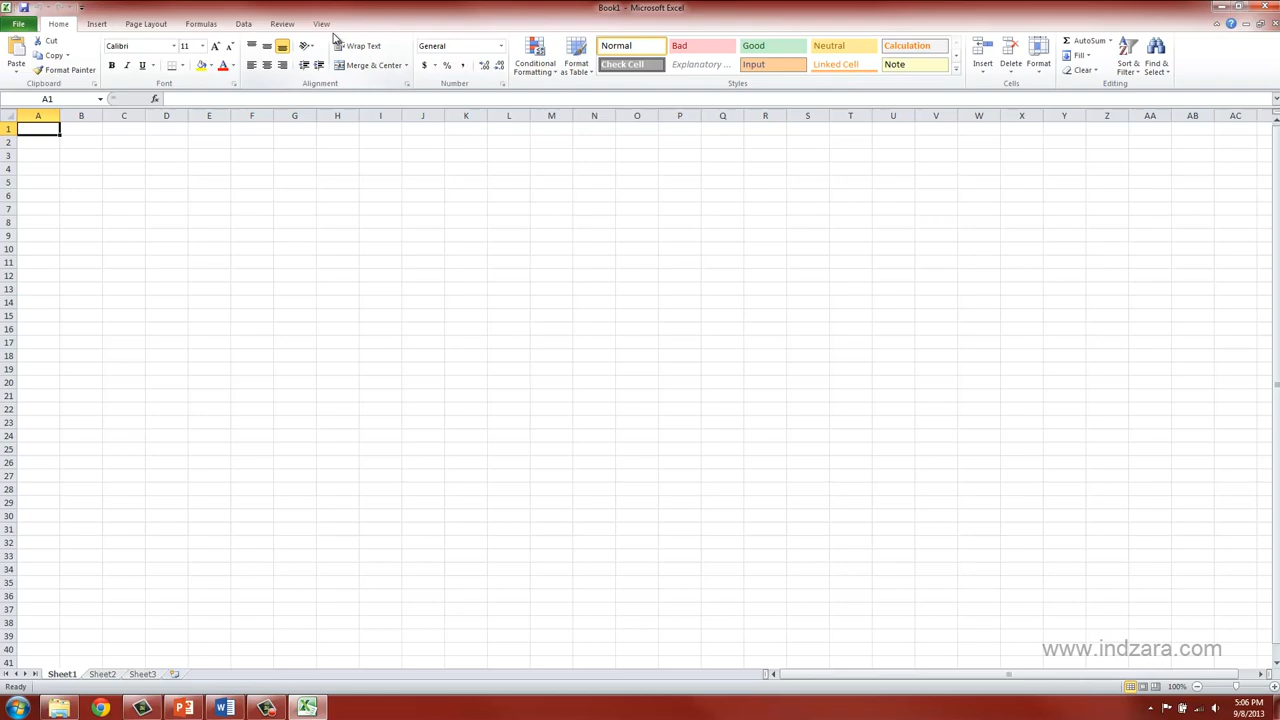 Book1 - Microsoft Excel
File Home Insert Page Layout Formulas Data Review View
Paste
Cut
Copy
Format Painter
Clipboard
Calibri 11
B I U
Font
Wrap Text
Merge & Center
Alignment
General
$ % ,
Number
Conditional Formatting
Format as Table
Normal Bad Good Neutral Calculation
Check Cell Explanatory ... Input Linked Cell Note
Styles
Insert Delete Format
Cells
AutoSum
Fill
Clear
Sort & Filter
Find & Select
Editing
A1 fx
A B C D E F G H I J K L M N O P Q R S T U V W X Y Z AA AB AC
1
2
3
4
5
6
7
8
9
10
11
12
13
14
15
16
17
18
19
20
21
22
23
24
25
26
27
28
29
30
31
32
33
34
35
36
37
38
39
40
41
www.indzara.com
Sheet1 Sheet2 Sheet3
Ready 100%
5:06 PM
9/8/2013